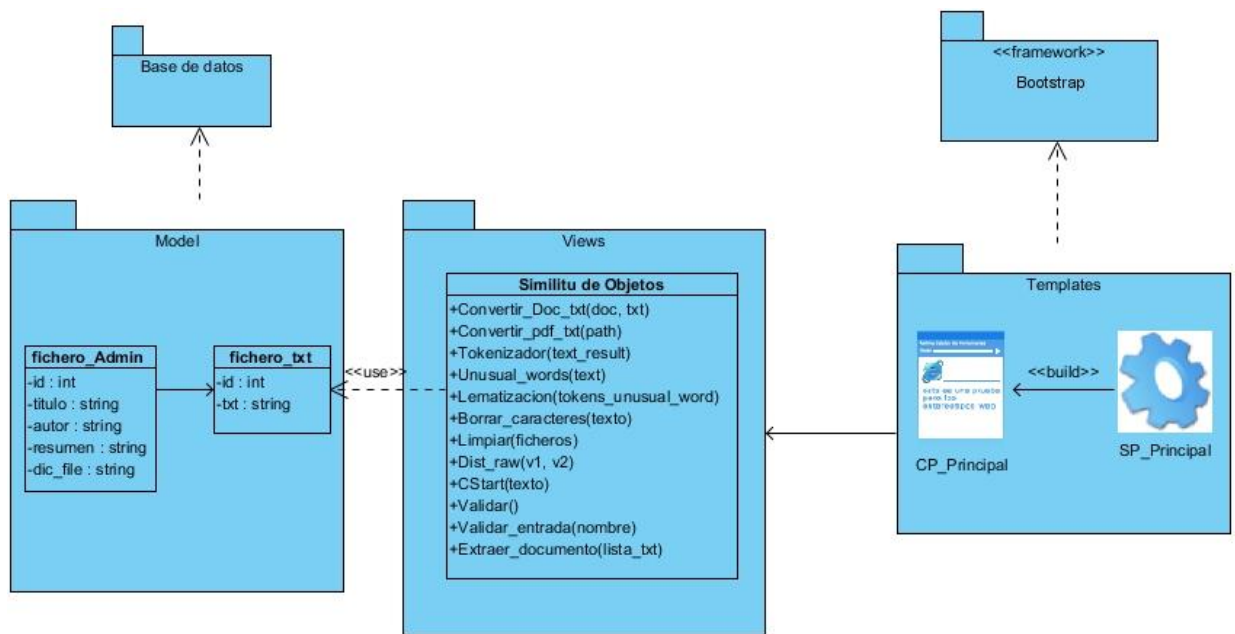 Base de datos
<<framework>>
Bootstrap
Model
fichero_Admin
-id : int
-titulo : string
-autor : string
-resumen : string
-dic_file : string
fichero_txt
-id : int
-txt : string
<<use>>
Views
Similitu de Objetos
+Convertir_Doc_txt(doc, txt)
+Convertir_pdf_txt(path)
+Tokenizador(text_result)
+Unusual_words(text)
+Lematizacion(tokens_unusual_word)
+Borrar_caracteres(texto)
+Limpiar(ficheros)
+Dist_raw(v1, v2)
+CStart(texto)
+Validar()
+Validar_entrada(nombre)
+Extraer_documento(lista_txt)
Templates
<<build>>
CP_Principal
SP_Principal